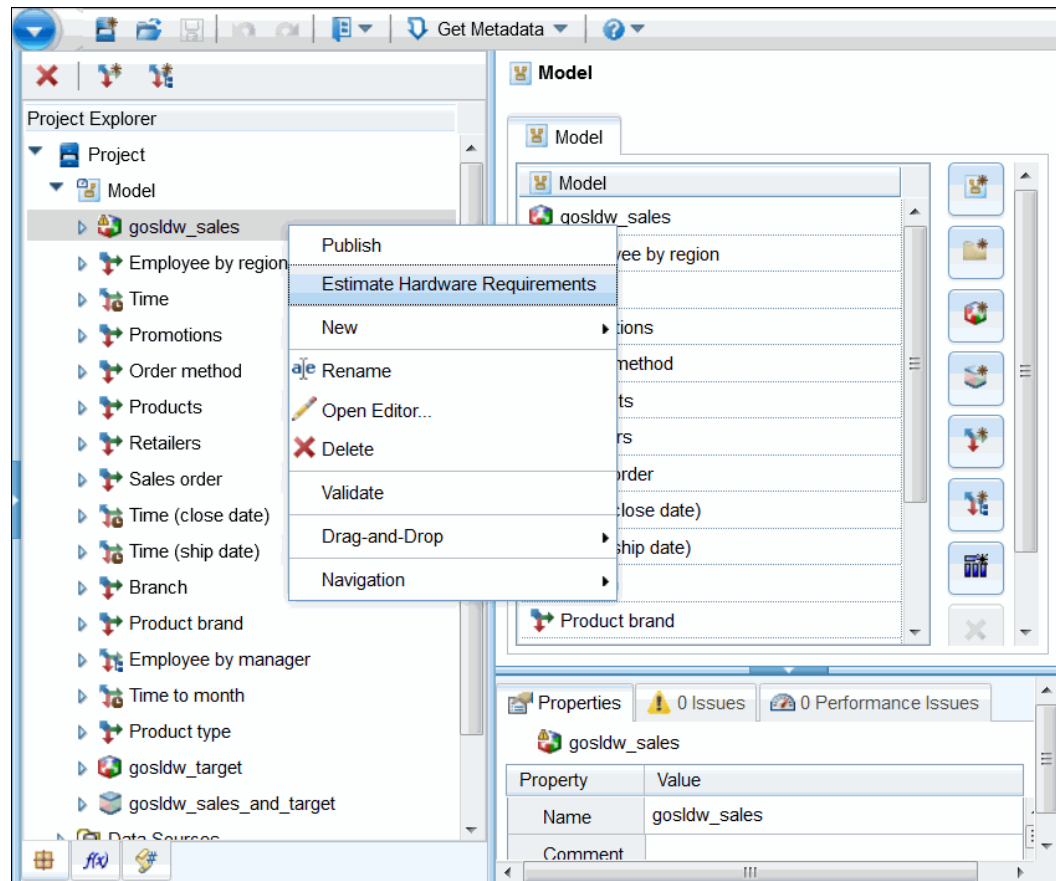 Get Metadata
Project Explorer
Project
Model
gosldw_sales
Employee by region
Time
Promotions
Order method
Products
Retailers
Sales order
Time (close date)
Time (ship date)
Branch
Product brand
Employee by manager
Time to month
Product type
gosldw_target
gosldw_sales_and_target
Data Sources
f(x)
Publish
Estimate Hardware Requirements
New
Rename
Open Editor...
Delete
Validate
Drag-and-Drop
Navigation
Model
Model
Model
gosldw_sales
yee by region
tions
method
ts
rs
order
close date)
ship date)
Product brand
Properties
0 Issues
0 Performance Issues
gosldw_sales
Property Value
Name gosldw_sales
Comment